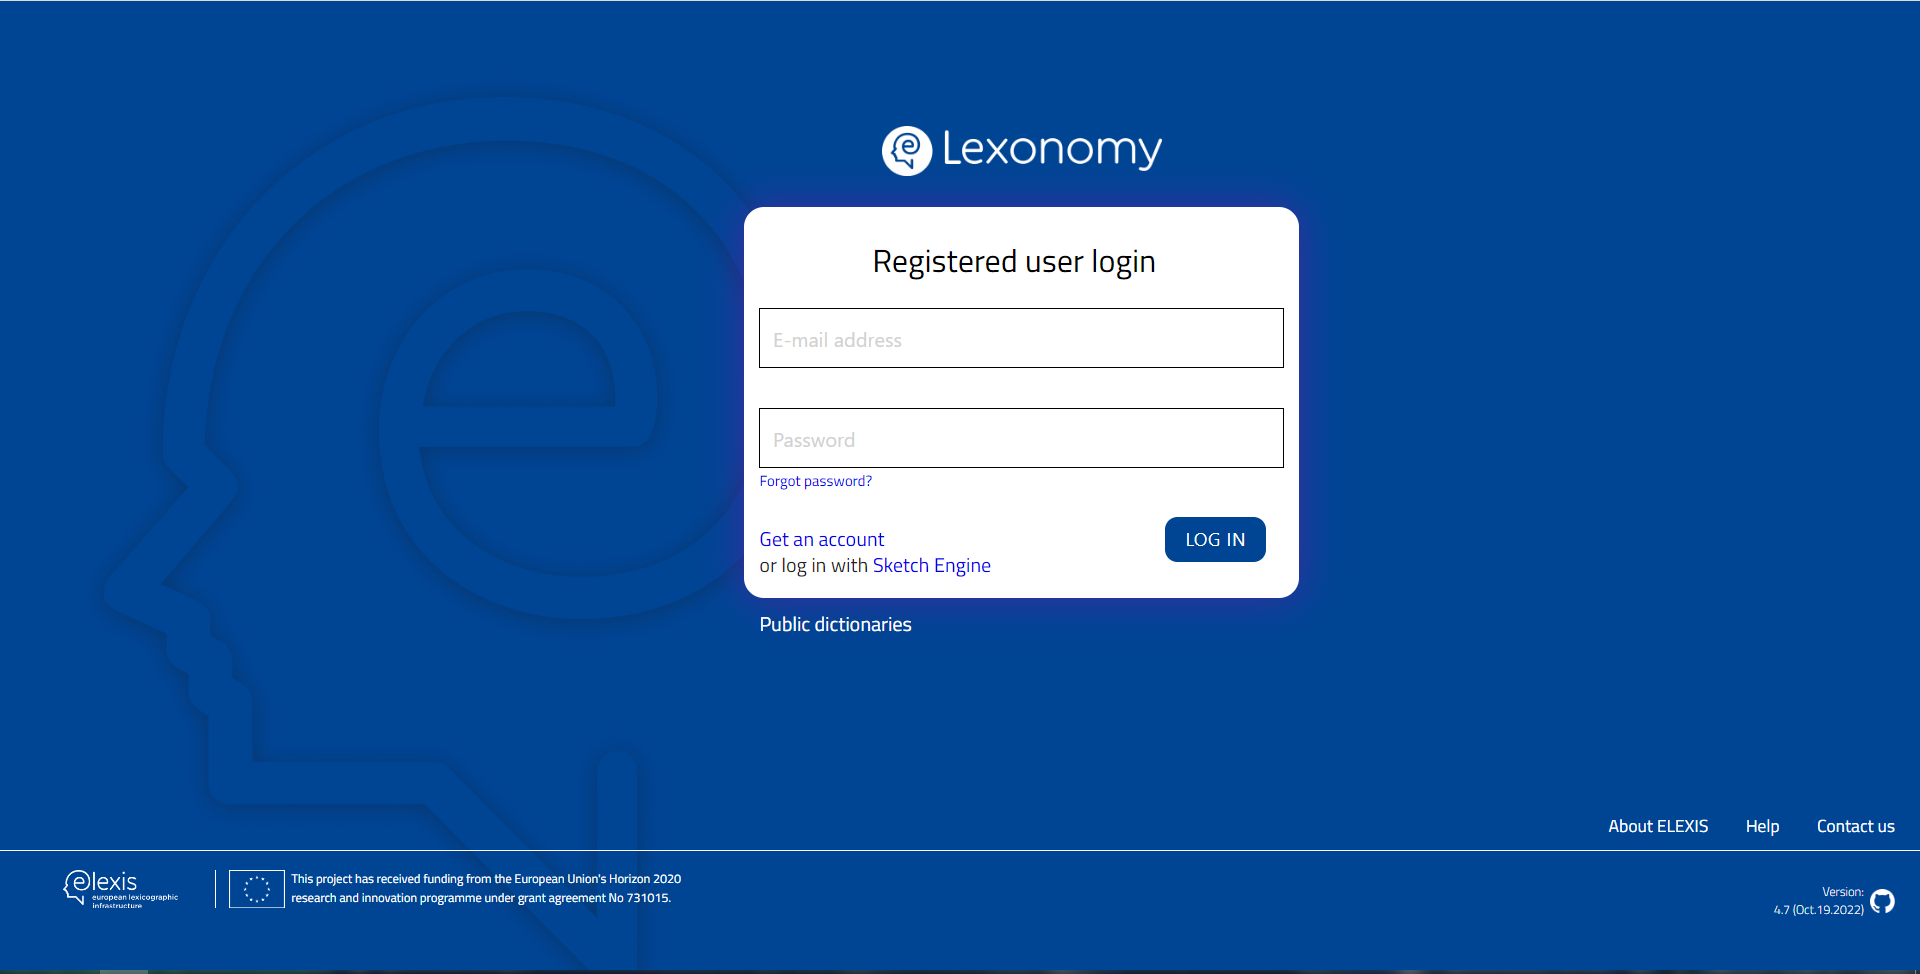 Lexonomy
Registered user login
E-mail address
Password
Forgot password?
Get an account
LOG IN
or log in with Sketch Engine
Public dictionaries
About ELEXIS Help Contact us
elexis
european lexicographic
infrastructure
This project has received funding from the European Union's Horizon 2020
research and innovation programme under grant agreement No 731015.
Version:
4.7 (Oct.19.2022)